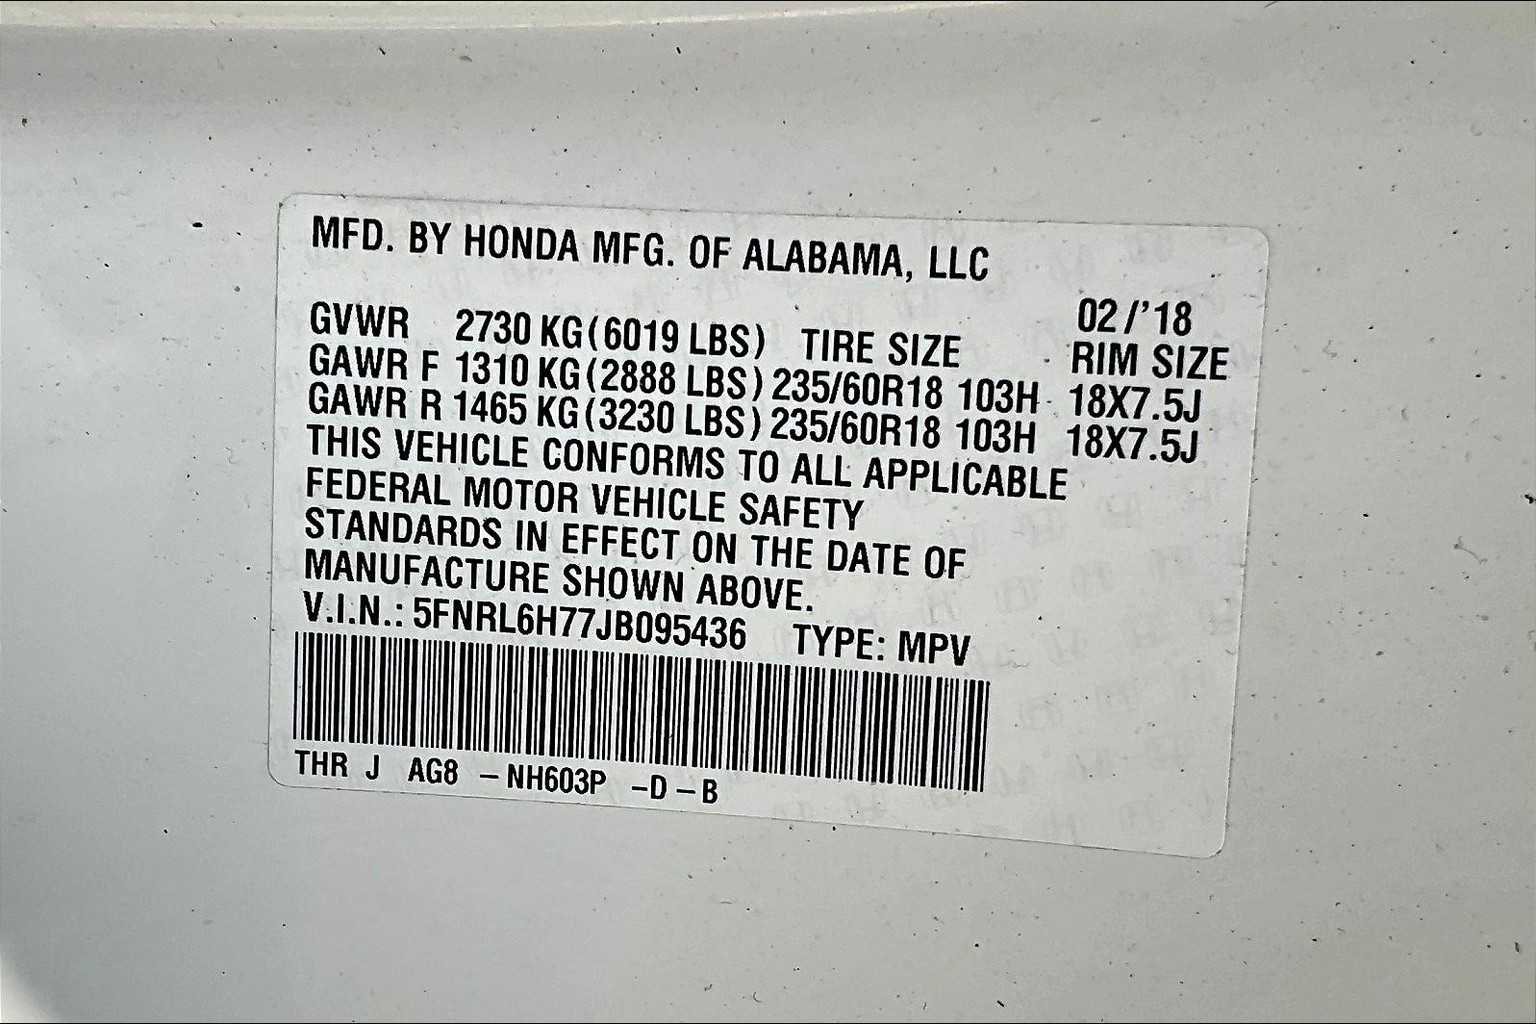 MFD. BY HONDA MFG. OF ALABAMA, LLC
02/'18
GVWR 2730 KG(6019 LBS) TIRE SIZE RIM SIZE
GAWR F 1310 KG(2888 LBS) 235/60R18 103H 18X7.5J
GAWR R 1465 KG(3230 LBS) 235/60R18 103H 18X7.5J
THIS VEHICLE CONFORMS TO ALL APPLICABLE
FEDERAL MOTOR VEHICLE SAFETY
STANDARDS IN EFFECT ON THE DATE OF
MANUFACTURE SHOWN ABOVE.
V.I.N.: 5FNRL6H77JB095436 TYPE: MPV
THR J AG8 -NH603P -D-B